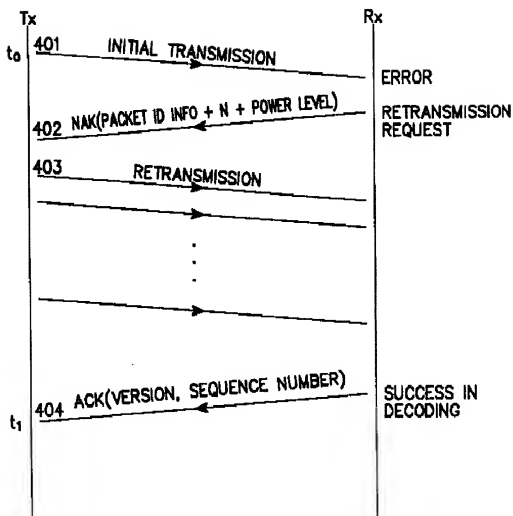 Tx Rx
t₀ 401 INITIAL TRANSMISSION
ERROR
NAK(PACKET ID INFO + N + POWER LEVEL)
402
RETRANSMISSION
REQUEST
403 RETRANSMISSION
t₁ 404 ACK(VERSION, SEQUENCE NUMBER)
SUCCESS IN
DECODING